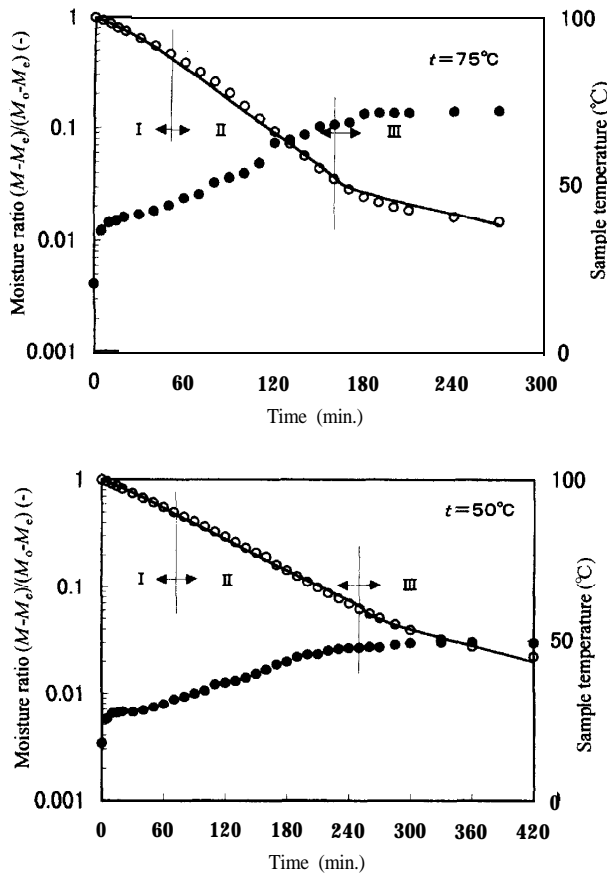 1
0.1
0.01
0.001
Moisture ratio (M-Me)/(Mo-Me) (-)
t=75℃
I
II
III
100
50
0
Sample temperature (℃)
0 60 120 180 240 300
Time (min.)
1
0.1
0.01
0.001
Moisture ratio (M-Me)/(Mo-Me) (-)
t=50℃
I
II
III
100
50
0
Sample temperature (℃)
0 60 120 180 240 300 360 420
Time (min.)